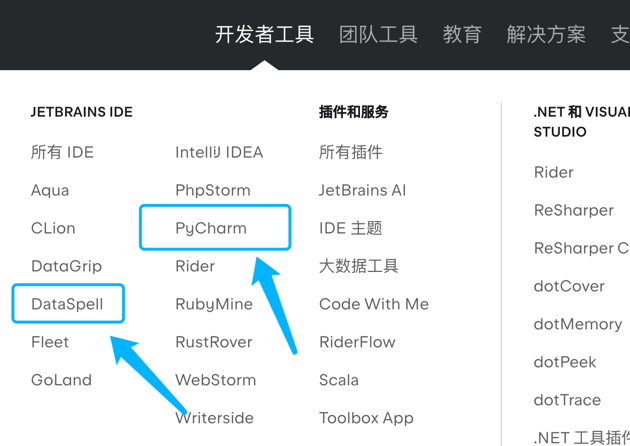 开发者工具 团队工具 教育 解决方案 支
JETBRAINS IDE
所有 IDE
Aqua
CLion
DataGrip
DataSpell
Fleet
GoLand
IntelliJ IDEA
PhpStorm
PyCharm
Rider
RubyMine
RustRover
WebStorm
Writerside
插件和服务
所有插件
JetBrains AI
IDE 主题
大数据工具
Code With Me
RiderFlow
Scala
Toolbox App
.NET 和 VISUAL
STUDIO
Rider
ReSharper
ReSharper C
dotCover
dotMemory
dotPeek
dotTrace
.NET 工具插件